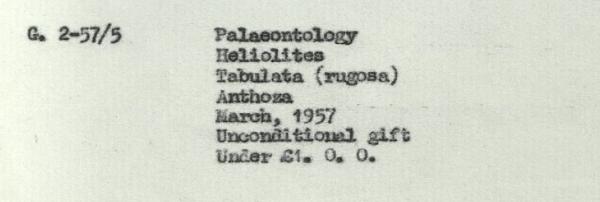 G. 2-57/5 Palaeontology
Heliolites
Tabulata (rugosa)
Anthoza
March, 1957
Unconditional gift
Under £1. 0. 0.